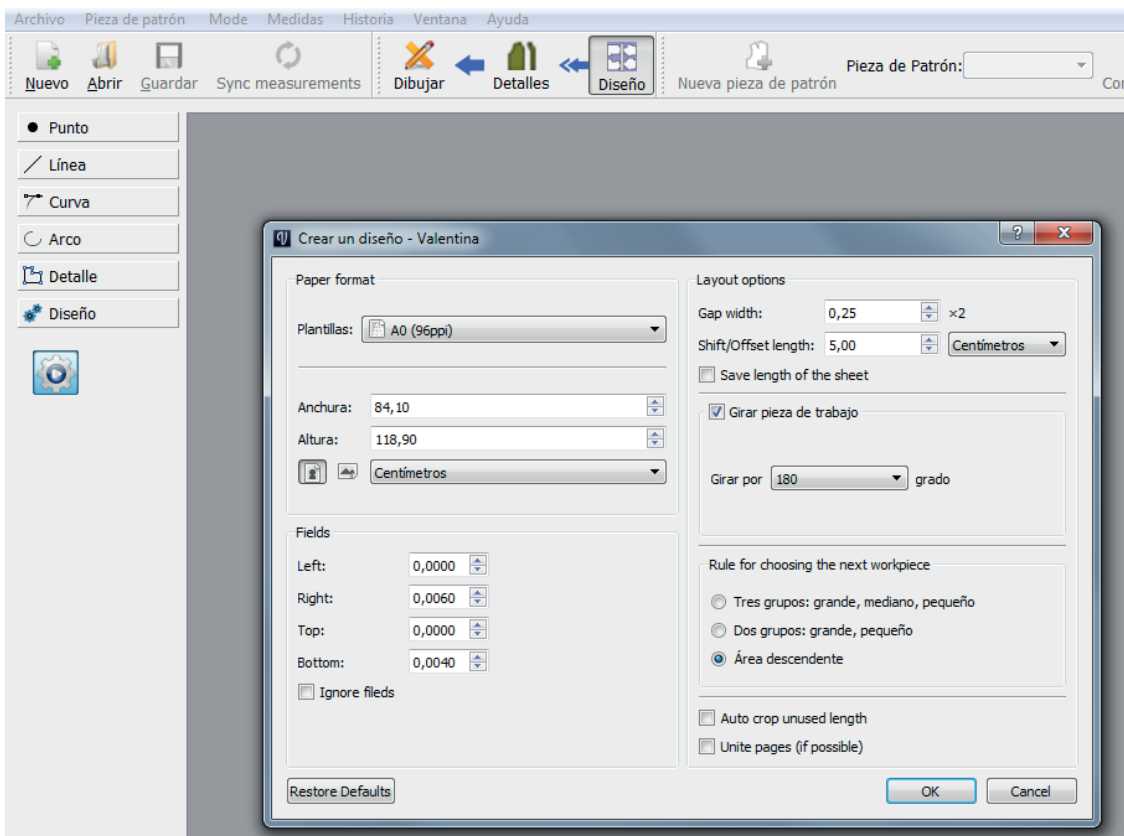 Archivo Pieza de patrón Mode Medidas Historia Ventana Ayuda
Nuevo Abrir Guardar Sync measurements Dibujar Detalles Diseño Nueva pieza de patrón Pieza de Patrón:
Punto
Línea
Curva
Arco
Detalle
Diseño
Crear un diseño - Valentina
Paper format
Plantillas: A0 (96ppi)
Anchura: 84,10
Altura: 118,90
Centímetros
Fields
Left: 0,0000
Right: 0,0060
Top: 0,0000
Bottom: 0,0040
Ignore fileds
Restore Defaults
Layout options
Gap width: 0,25 ×2
Shift/Offset length: 5,00 Centímetros
Save length of the sheet
Girar pieza de trabajo
Girar por 180 grado
Rule for choosing the next workpiece
Tres grupos: grande, mediano, pequeño
Dos grupos: grande, pequeño
Área descendente
Auto crop unused length
Unite pages (if possible)
OK Cancel